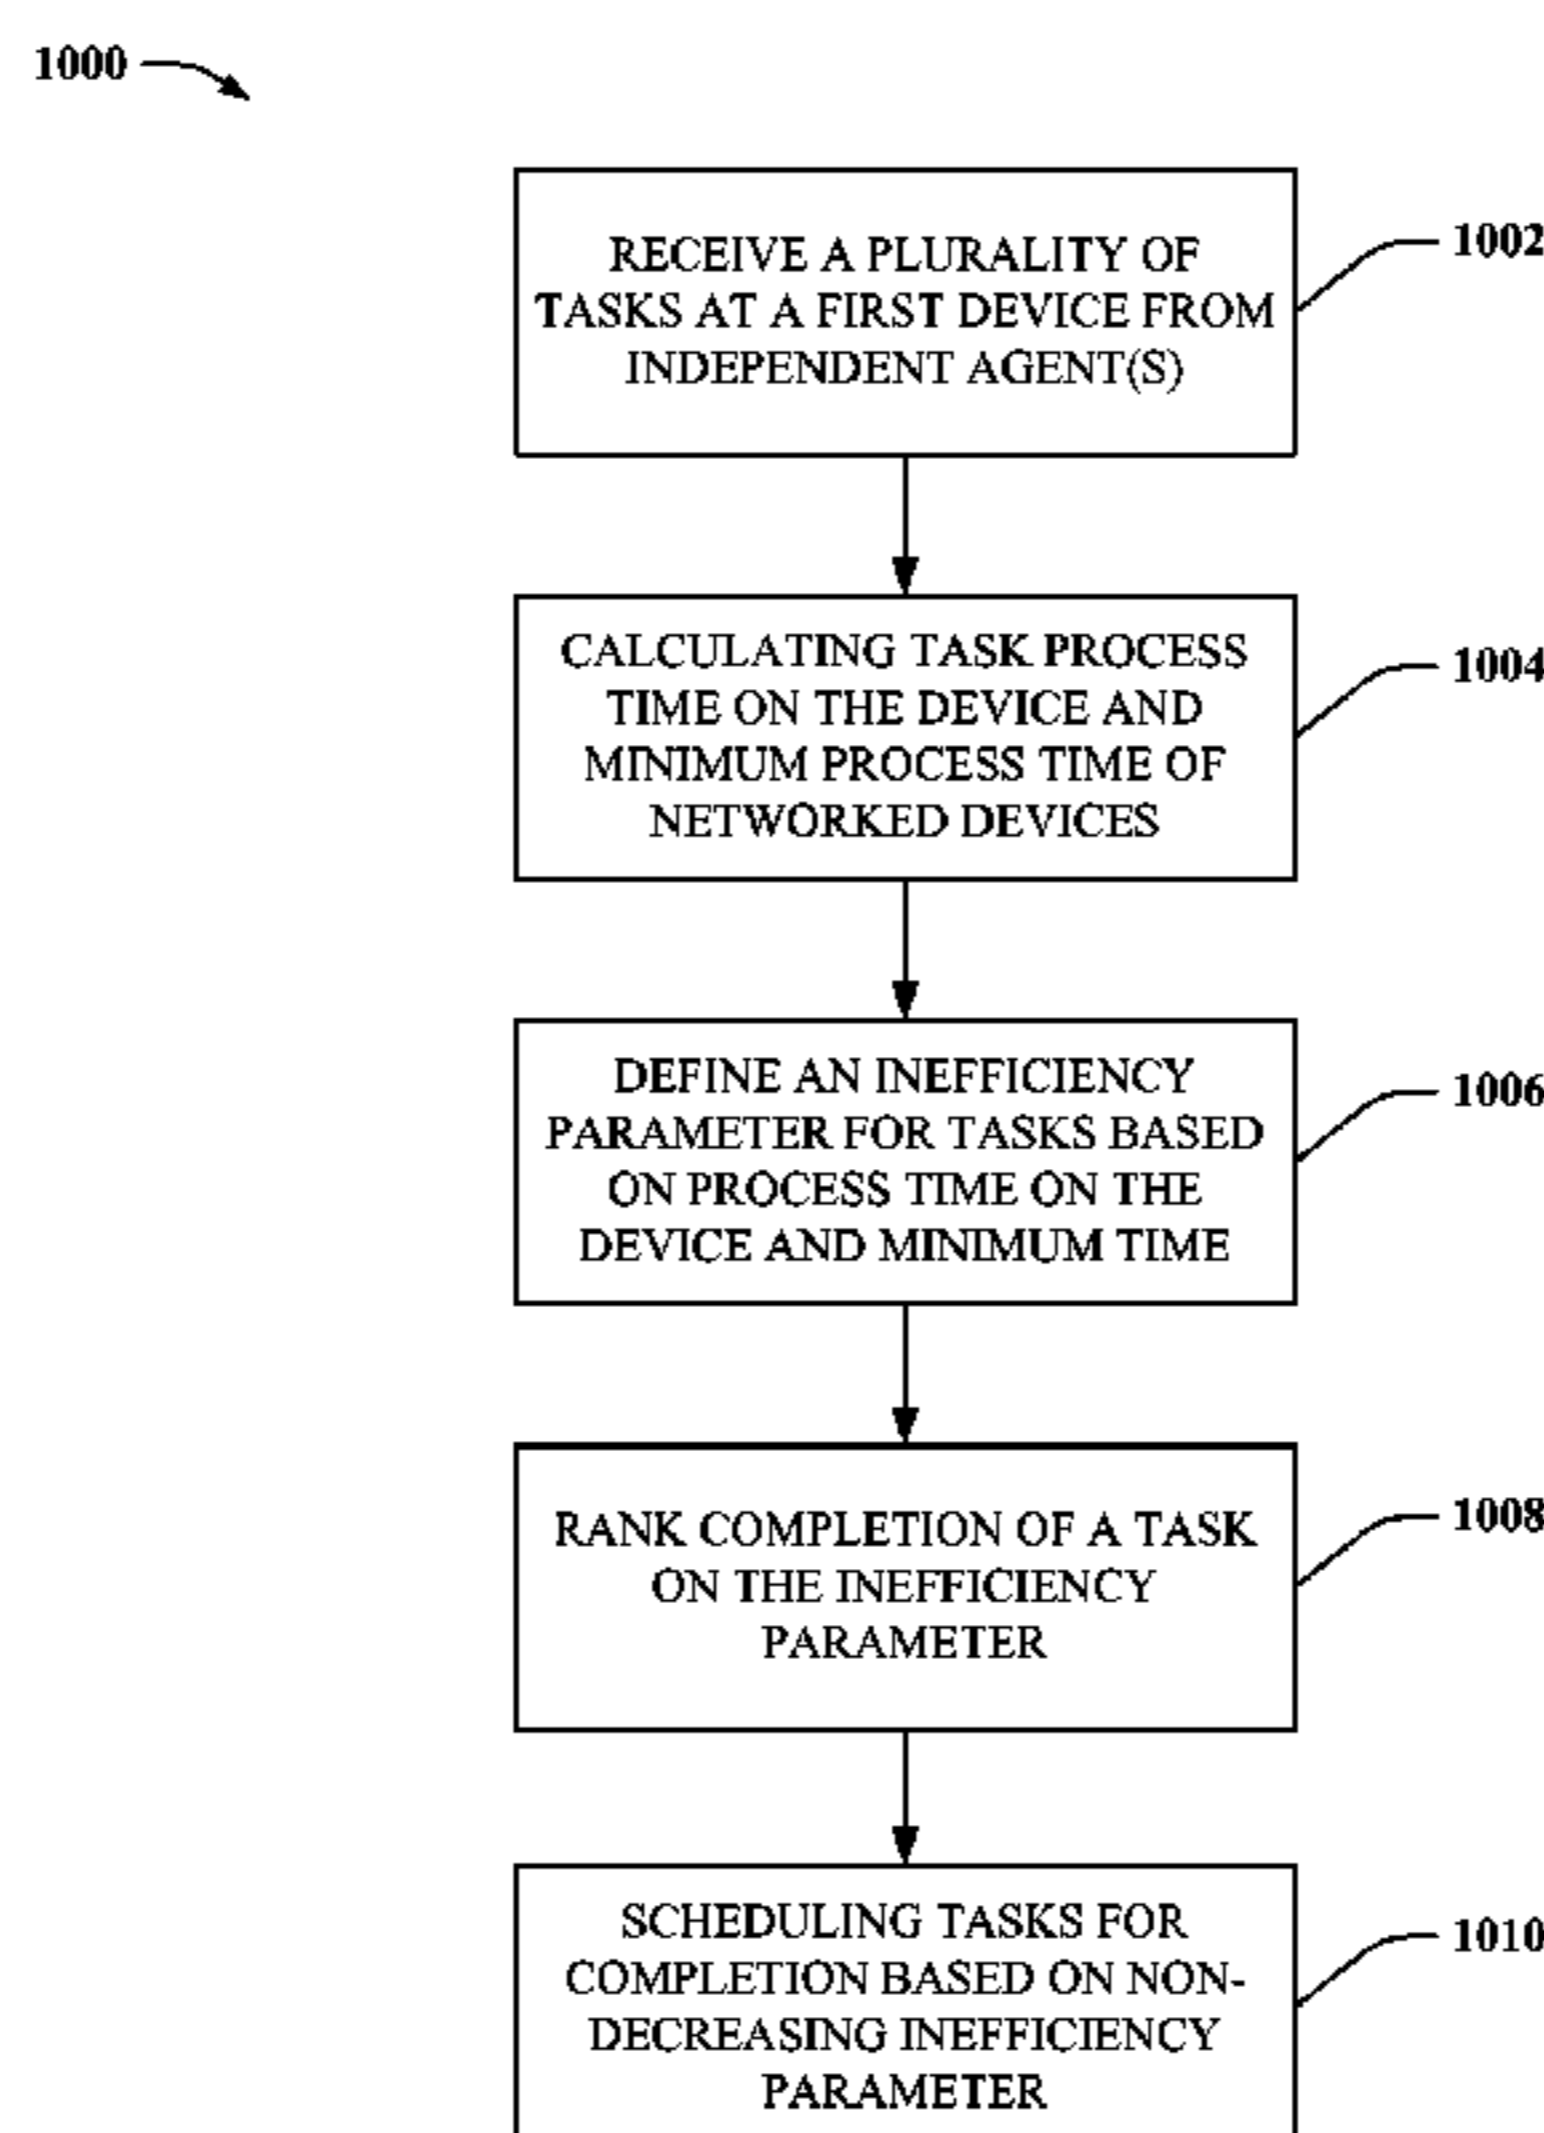 1000
RECEIVE A PLURALITY OF
TASKS AT A FIRST DEVICE FROM
INDEPENDENT AGENT(S)
1002
CALCULATING TASK PROCESS
TIME ON THE DEVICE AND
MINIMUM PROCESS TIME OF
NETWORKED DEVICES
1004
DEFINE AN INEFFICIENCY
PARAMETER FOR TASKS BASED
ON PROCESS TIME ON THE
DEVICE AND MINIMUM TIME
1006
RANK COMPLETION OF A TASK
ON THE INEFFICIENCY
PARAMETER
1008
SCHEDULING TASKS FOR
COMPLETION BASED ON NON-
DECREASING INEFFICIENCY
PARAMETER
1010